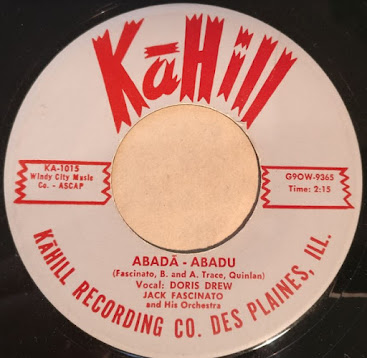 KāHill
KA-1015
Windy City Music
Co. - ASCAP
G9OW-9365
Time: 2:15
ABADĀ - ABADU
(Fascinato, B. and A. Trace, Quinlan)
Vocal: DORIS DREW
JACK FASCINATO
and His Orchestra
KāHILL RECORDING CO. DES PLAINES, ILL.